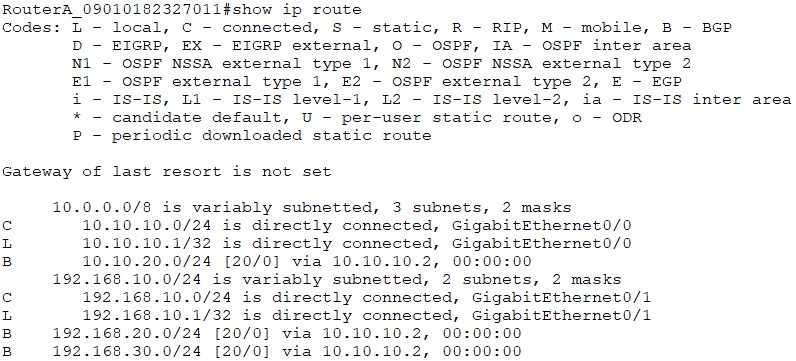 RouterA_09010182327011#show ip route
Codes: L - local, C - connected, S - static, R - RIP, M - mobile, B - BGP
D - EIGRP, EX - EIGRP external, O - OSPF, IA - OSPF inter area
N1 - OSPF NSSA external type 1, N2 - OSPF NSSA external type 2
E1 - OSPF external type 1, E2 - OSPF external type 2, E - EGP
i - IS-IS, L1 - IS-IS level-1, L2 - IS-IS level-2, ia - IS-IS inter area
* - candidate default, U - per-user static route, o - ODR
P - periodic downloaded static route
Gateway of last resort is not set
10.0.0.0/8 is variably subnetted, 3 subnets, 2 masks
C 10.10.10.0/24 is directly connected, GigabitEthernet0/0
L 10.10.10.1/32 is directly connected, GigabitEthernet0/0
B 10.10.20.0/24 [20/0] via 10.10.10.2, 00:00:00
192.168.10.0/24 is variably subnetted, 2 subnets, 2 masks
C 192.168.10.0/24 is directly connected, GigabitEthernet0/1
L 192.168.10.1/32 is directly connected, GigabitEthernet0/1
B 192.168.20.0/24 [20/0] via 10.10.10.2, 00:00:00
B 192.168.30.0/24 [20/0] via 10.10.10.2, 00:00:00